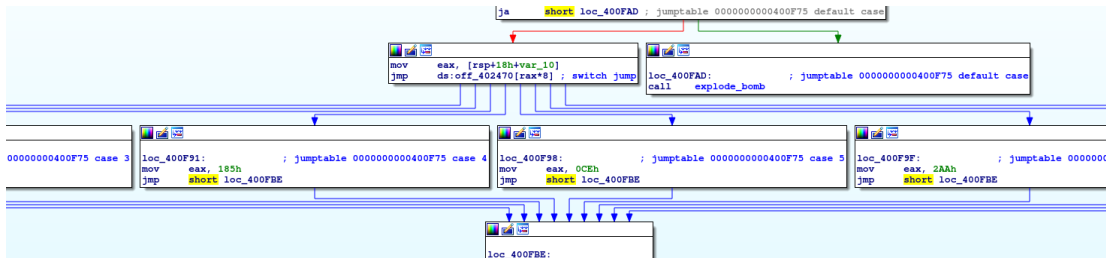 ja short loc_400FAD ; jumptable 0000000000400F75 default case
mov eax, [rsp+18h+var_10]
jmp ds:off_402470[rax*8] ; switch jump
loc_400FAD: ; jumptable 0000000000400F75 default case
call explode_bomb
00000000400F75 case 3
loc_400F91: ; jumptable 0000000000400F75 case 4
mov eax, 185h
jmp short loc_400FBE
loc_400F98: ; jumptable 0000000000400F75 case 5
mov eax, 0CEh
jmp short loc_400FBE
loc_400F9F: ; jumptable 00000000
mov eax, 2AAh
jmp short loc_400FBE
loc_400FBE: